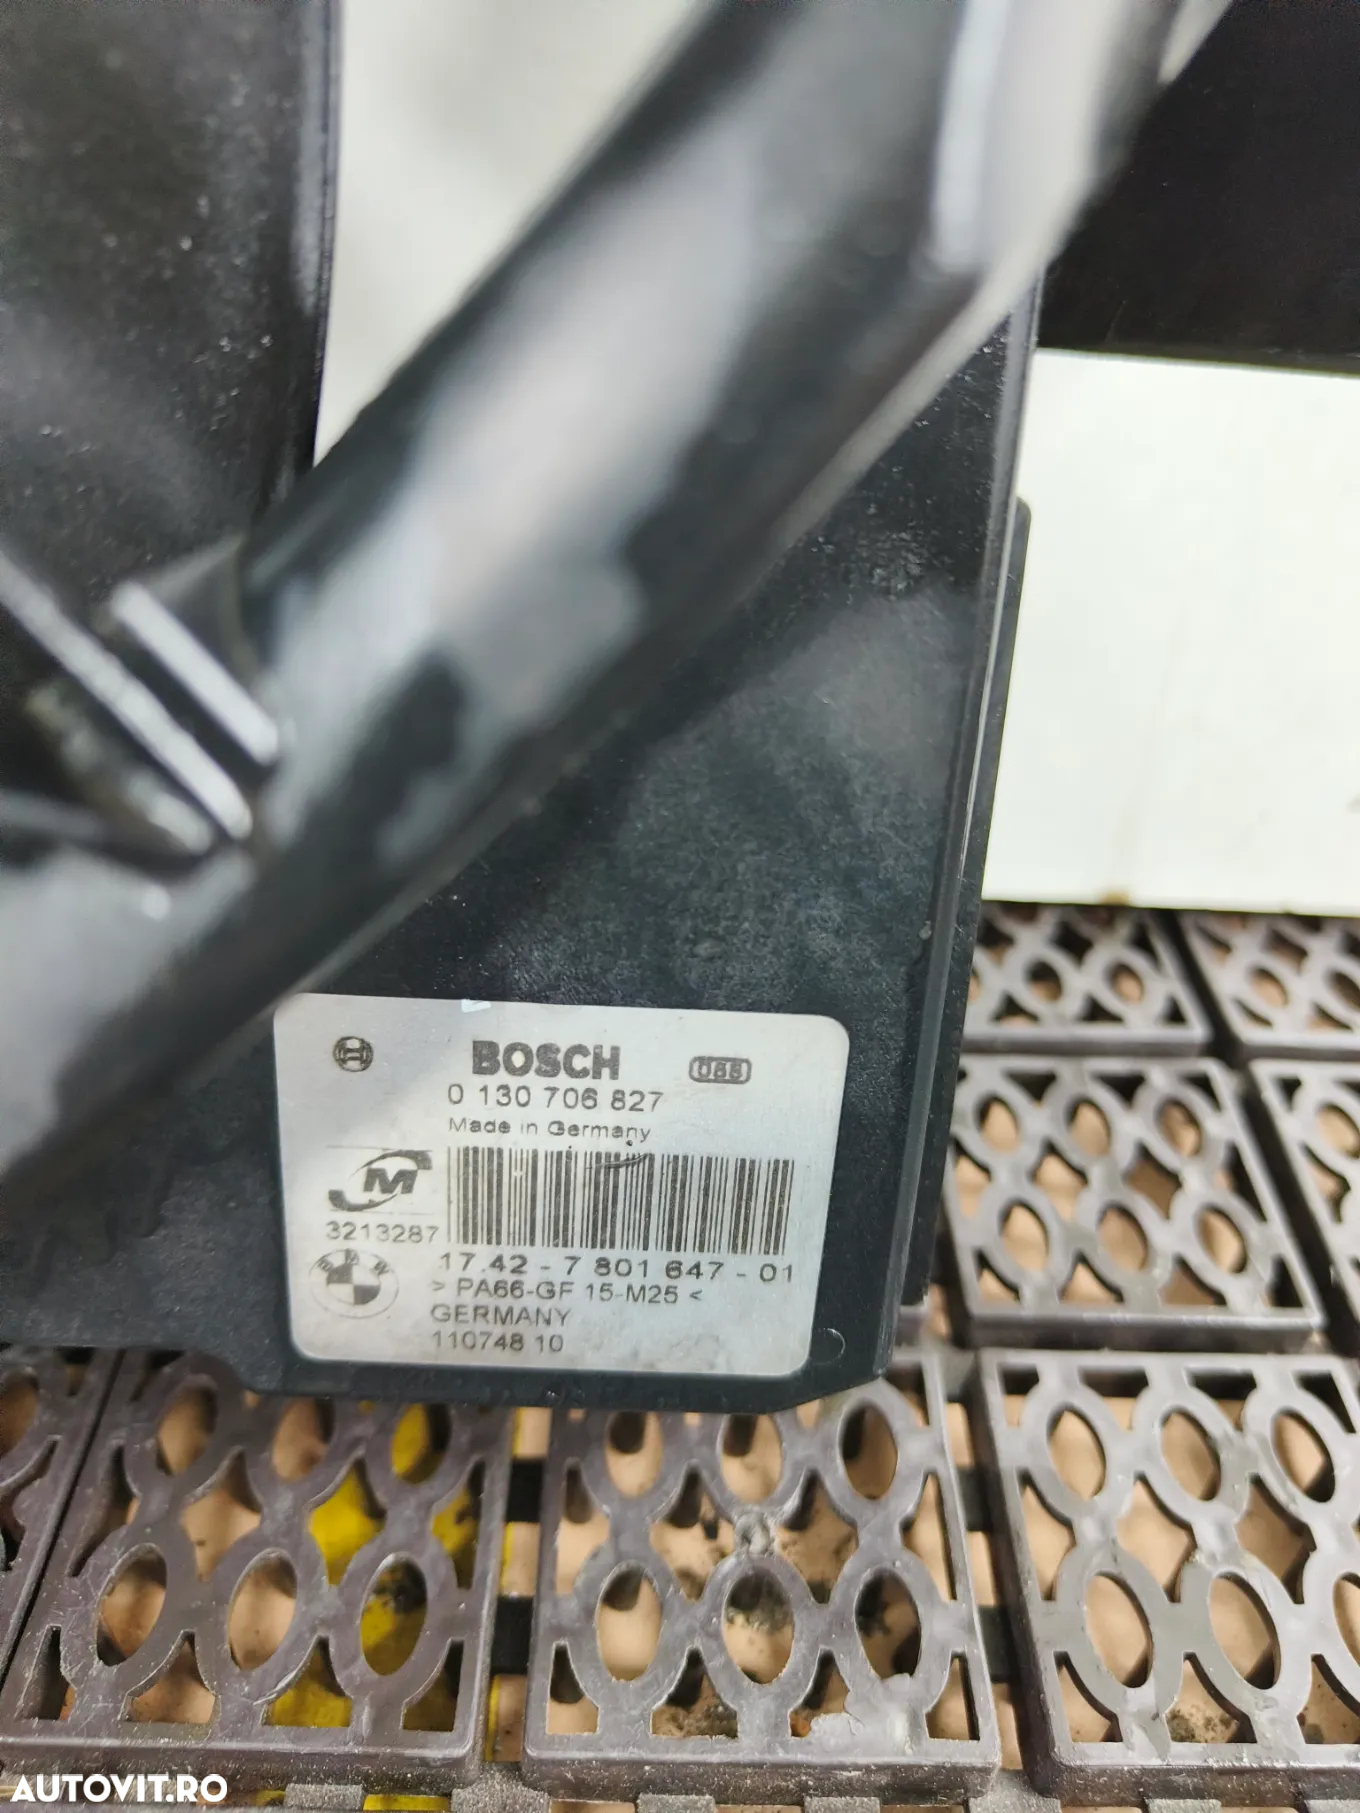 BOSCH
0 130 706 827
Made in Germany
M
3213287
17.42 - 7 801 647 - 01
BMW
> PA66-GF 15-M25 <
GERMANY
110748 10
AUTOVIT.RO